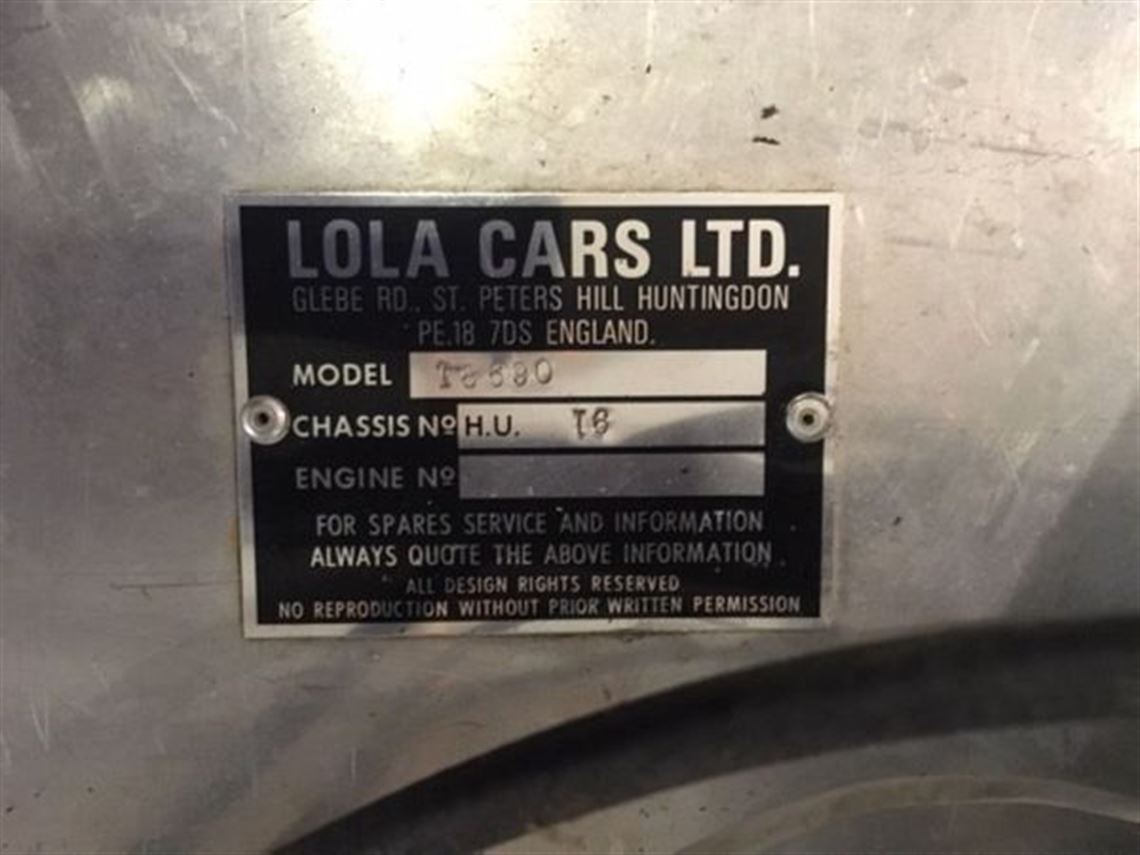 LOLA CARS LTD.
GLEBE RD., ST. PETERS HILL HUNTINGDON
PE.18 7DS ENGLAND.
MODEL
CHASSIS Nº H.U. 16
ENGINE Nº
FOR SPARES SERVICE AND INFORMATION
ALWAYS QUOTE THE ABOVE INFORMATION.
ALL DESIGN RIGHTS RESERVED
NO REPRODUCTION WITHOUT PRIOR WRITTEN PERMISSION